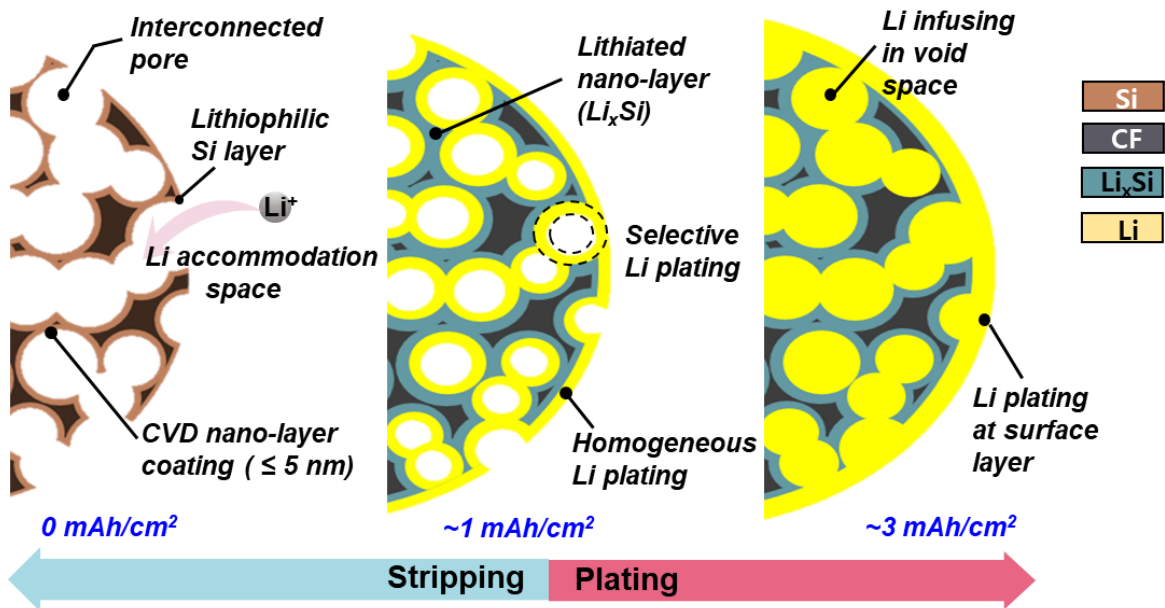 Interconnected
pore
Lithiophilic
Si layer
Li⁺
Li accommodation
space
CVD nano-layer
coating ( ≤ 5 nm)
0 mAh/cm²
Lithiated
nano-layer
(LiₓSi)
Selective
Li plating
Homogeneous
Li plating
~1 mAh/cm²
Li infusing
in void
space
Li plating
at surface
layer
~3 mAh/cm²
Si
CF
LiₓSi
Li
Stripping
Plating